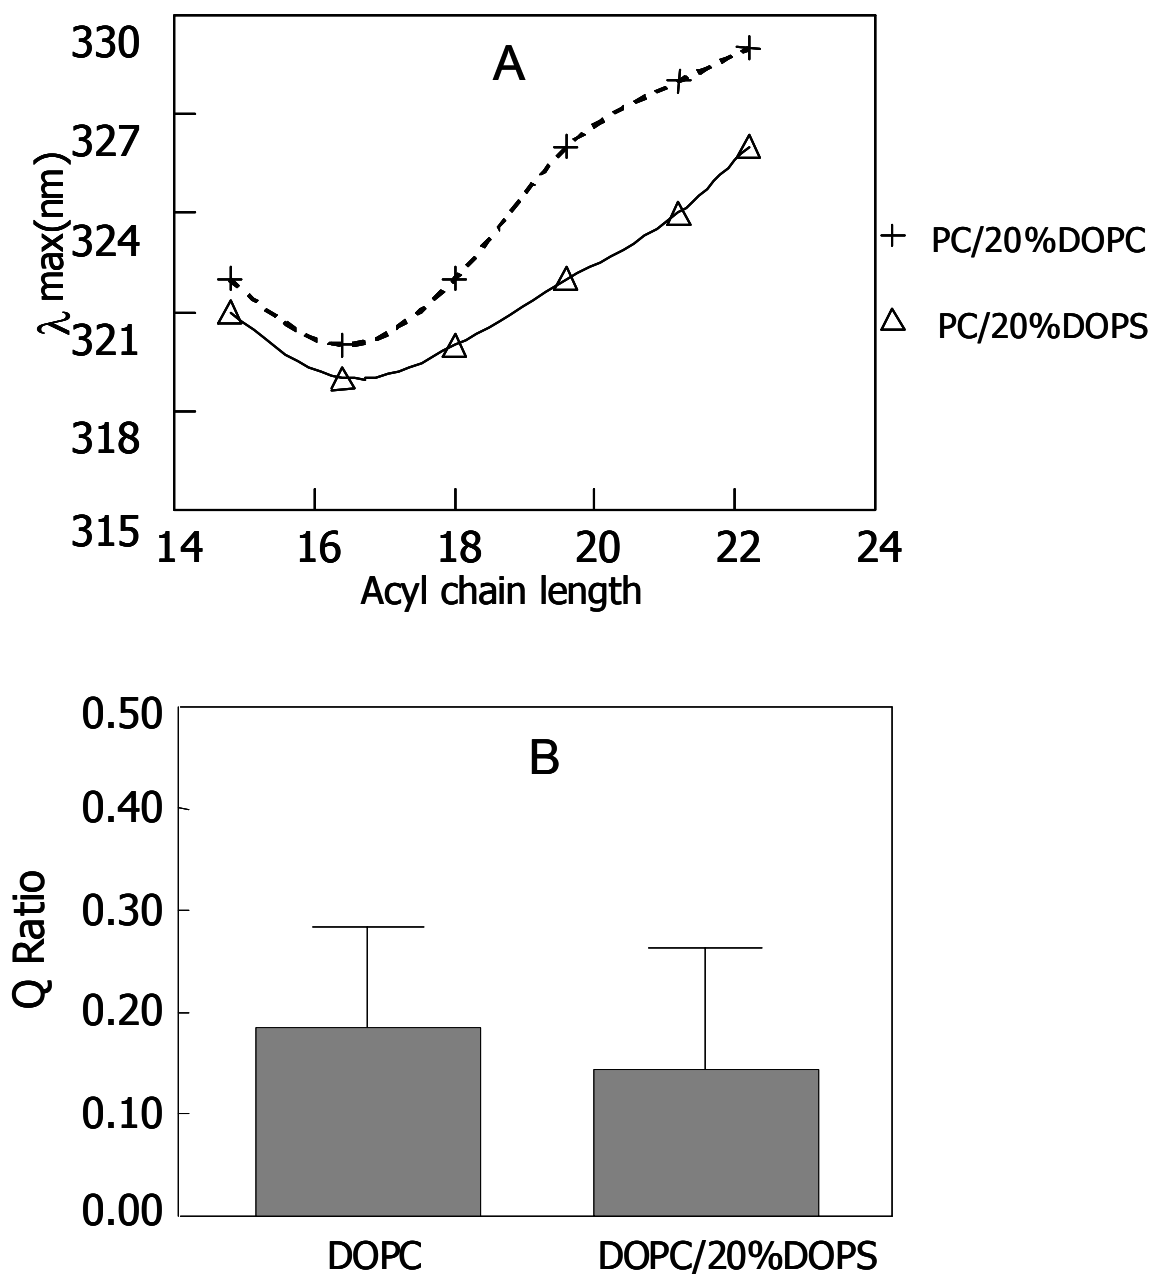 A
330
327
324
321
318
315
λ max(nm)
14 16 18 20 22 24
Acyl chain length
PC/20%DOPC
PC/20%DOPS
B
0.50
0.40
0.30
0.20
0.10
0.00
Q Ratio
DOPC DOPC/20%DOPS